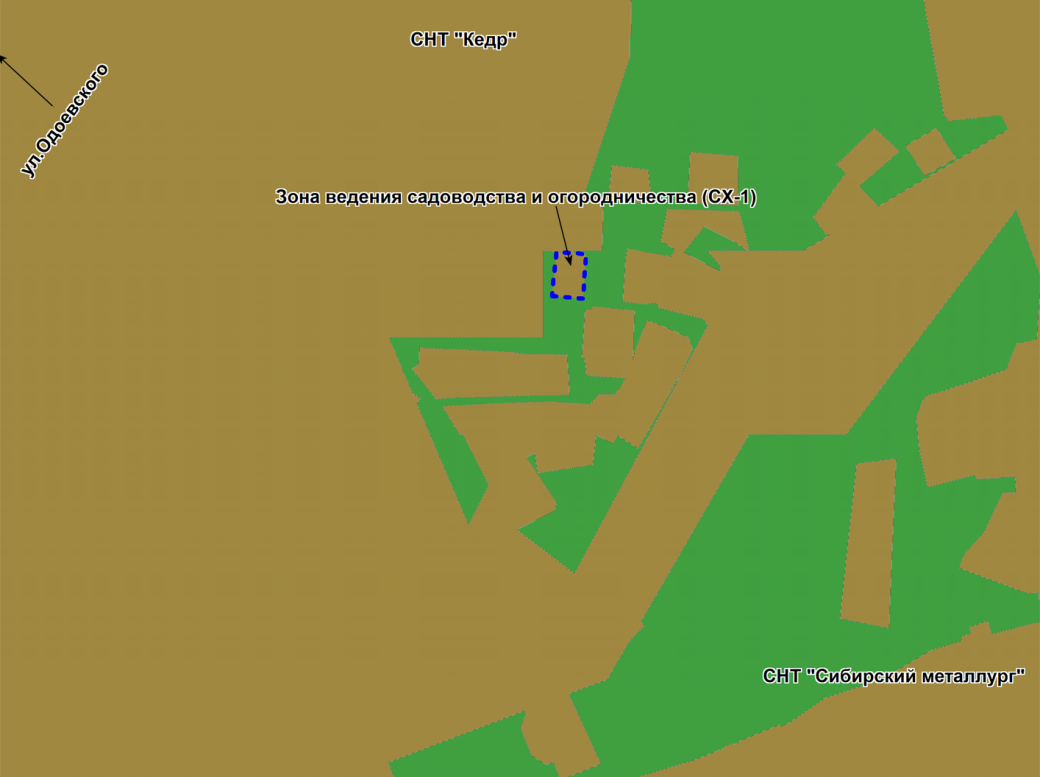 СНТ "Кедр"
ул.Одоевского
Зона ведения садоводства и огородничества (СХ-1)
СНТ "Сибирский металлург"